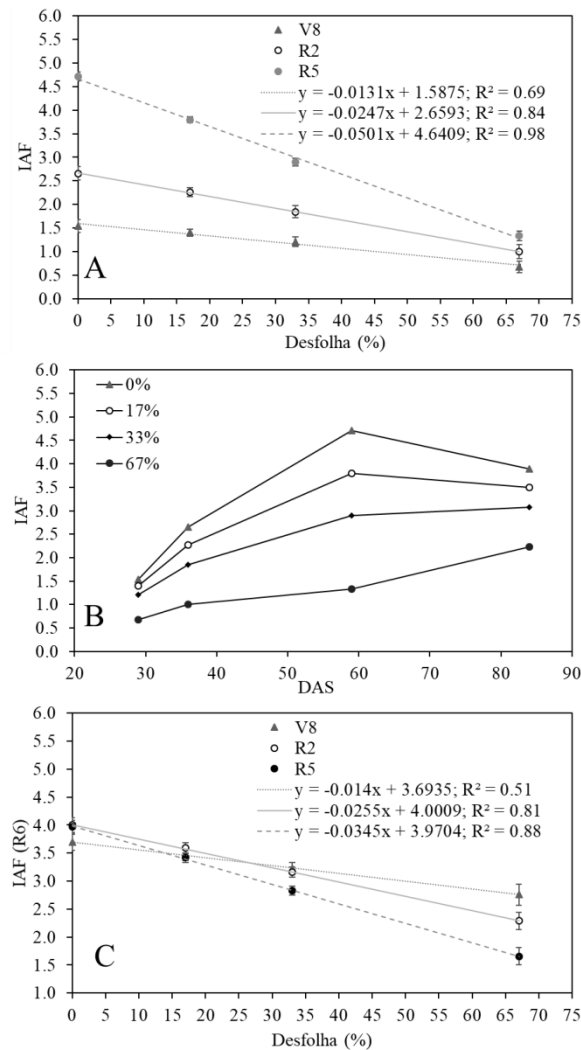 6.0
5.5
5.0
4.5
4.0
3.5
3.0
2.5
2.0
1.5
1.0
0.5
0.0
IAF
V8
R2
R5
y = -0.0131x + 1.5875; R² = 0.69
y = -0.0247x + 2.6593; R² = 0.84
y = -0.0501x + 4.6409; R² = 0.98
A
0 5 10 15 20 25 30 35 40 45 50 55 60 65 70 75
Desfolha (%)
6.0
5.5
5.0
4.5
4.0
3.5
3.0
2.5
2.0
1.5
1.0
0.5
0.0
IAF
0%
17%
33%
67%
B
20 30 40 50 60 70 80 90
DAS
6.0
5.5
5.0
4.5
4.0
3.5
3.0
2.5
2.0
1.5
1.0
IAF (R6)
V8
R2
R5
y = -0.014x + 3.6935; R² = 0.51
y = -0.0255x + 4.0009; R² = 0.81
y = -0.0345x + 3.9704; R² = 0.88
C
0 5 10 15 20 25 30 35 40 45 50 55 60 65 70 75
Desfolha (%)